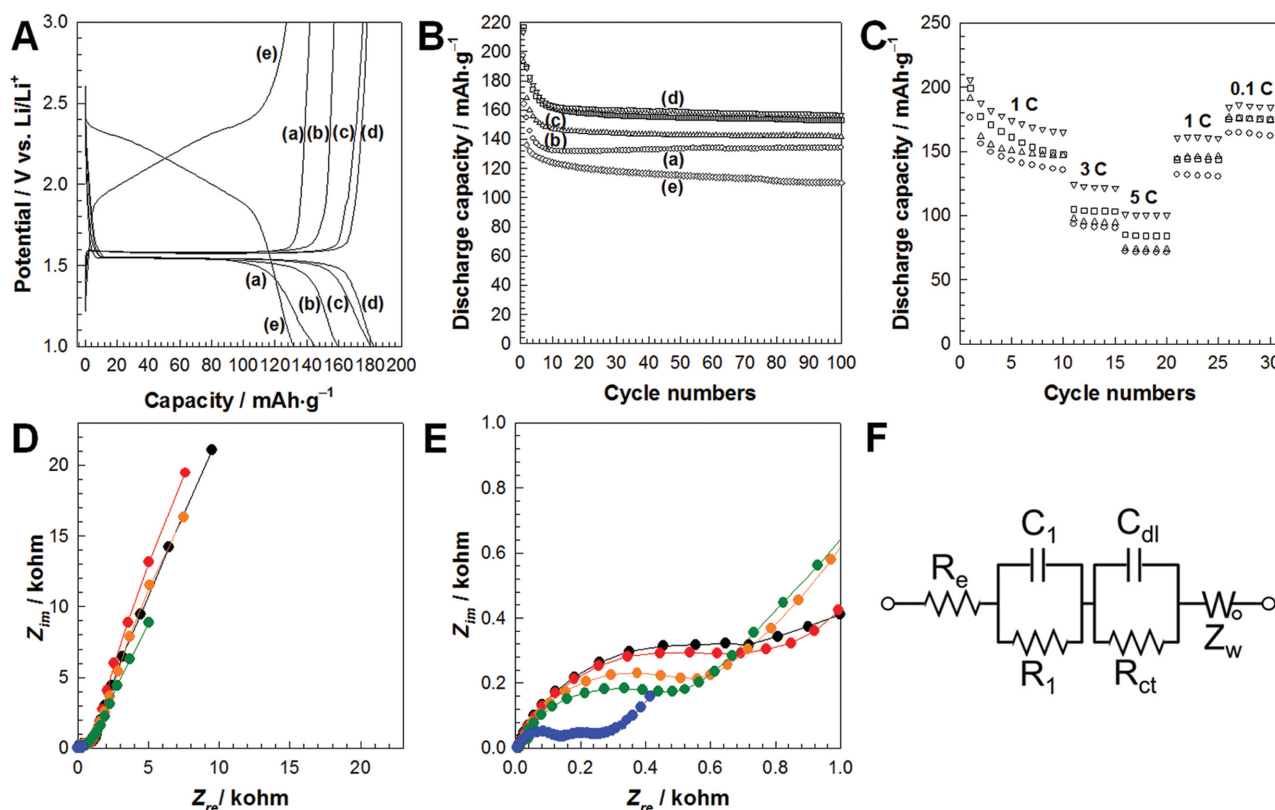 A
Potential / V vs. Li/Li⁺
3.0
2.5
2.0
1.5
1.0
(e)
(a) (b) (c) (d)
(a)
(b) (c) (d)
(e)
0 20 40 60 80 100 120 140 160 180 200
Capacity / mAh·g⁻¹
B
Discharge capacity / mAh·g⁻¹
220
200
180
160
140
120
100
80
60
40
20
0
(d)
(c)
(b)
(a)
(e)
0 10 20 30 40 50 60 70 80 90 100
Cycle numbers
C
Discharge capacity / mAh·g⁻¹
250
200
150
100
50
0
1 C
3 C
5 C
1 C
0.1 C
0 5 10 15 20 25 30
Cycle numbers
D
Zim / kohm
20
15
10
5
0
0 5 10 15 20
Zre / kohm
E
Zim / kohm
1.0
0.8
0.6
0.4
0.2
0.0
0.0 0.2 0.4 0.6 0.8 1.0
Zre / kohm
F
C1 Cdl
Re
R1 Rct
Wo
Zw